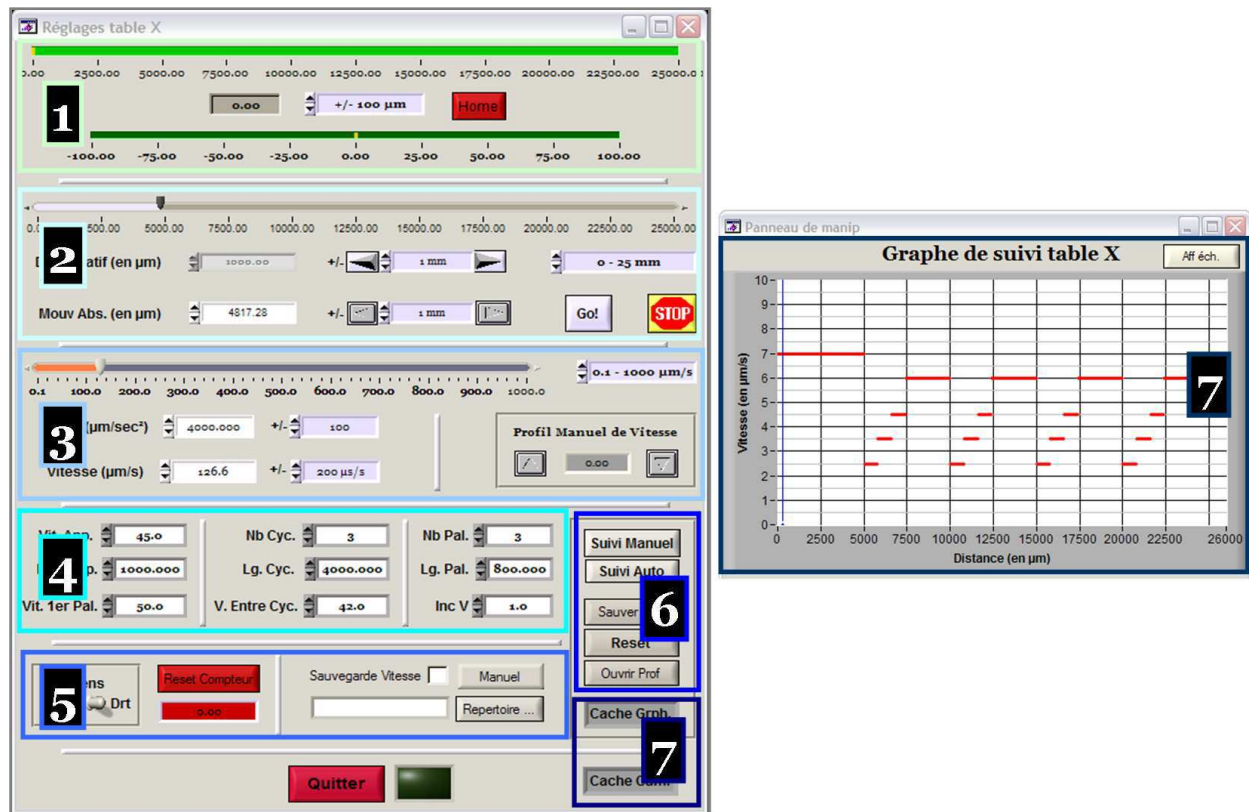 Réglages table X
2500.00 5000.00 7500.00 10000.00 12500.00 15000.00 17500.00 20000.00 22500.00 25000.0
1
0.00 +/- 100 µm Home
-100.00 -75.00 -50.00 -25.00 0.00 25.00 50.00 75.00 100.00
5000.00 7500.00 10000.00 12500.00 15000.00 17500.00 20000.00 22500.00 25000.00
2
(en µm) 1000.00 +/- 1 mm 0 - 25 mm
Mouv Abs. (en µm) 4817.28 +/- 1 mm Go! STOP
0.1 - 1000 µm/s
0.1 100.0 200.0 300.0 400.0 500.0 600.0 700.0 800.0 900.0 1000.0
3
(µm/sec²) 4000.000 +/- 100
Profil Manuel de Vitesse
Vitesse (µm/s) 126.6 +/- 200 µs/s
0.00
4
45.0 Nb Cyc. 3 Nb Pal. 3
1000.000 Lg. Cyc. 4000.000 Lg. Pal. 800.000
Vit. 1er Pal. 50.0 V. Entre Cyc. 42.0 Inc V 1.0
Suivi Manuel
Suivi Auto
6
Sauver
Reset
Ouvrir Prof
5
Drt
Reset Compteur
0.00
Sauvegarde Vitesse Manuel
Repertoire ...
Cache Grph.
7
Cache
Quitter
Panneau de manip
Graphe de suivi table X Aff éch.
Vitesse (en µm/s)
10
9
8
7
6
5
4
3
2
1
0
7
0 2500 5000 7500 10000 12500 15000 17500 20000 22500 26000
Distance (en µm)